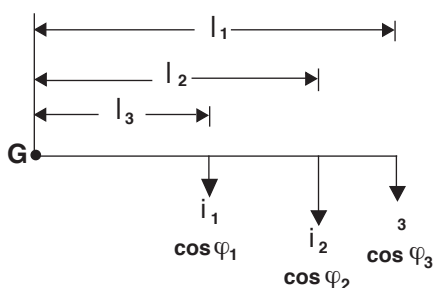 l₁
l₂
l₃
G
i₁
cos φ₁
i₂
cos φ₂
₃
cos φ₃